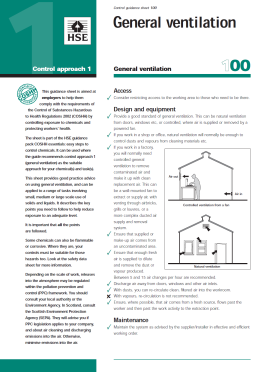 Control guidance sheet 100
General ventilation
HSE
Control approach 1
General ventilation
100
COSHH
This guidance sheet is aimed at
employers to help them
comply with the requirements of
the Control of Substances Hazardous
to Health Regulations 2002 (COSHH) by
controlling exposure to chemicals and
protecting workers' health.
The sheet is part of the HSE guidance
pack COSHH essentials: easy steps to
control chemicals. It can be used where
the guide recommends control approach 1
(general ventilation) as the suitable
approach for your chemical(s) and task(s).
This sheet provides good practice advice
on using general ventilation, and can be
applied to a range of tasks involving
small, medium or large scale use of
solids and liquids. It describes the key
points you need to follow to help reduce
exposure to an adequate level.
It is important that all the points
are followed.
Some chemicals can also be flammable
or corrosive. Where they are, your
controls must be suitable for those
hazards too. Look at the safety data
sheet for more information.
Depending on the scale of work, releases
into the atmosphere may be regulated
within the pollution prevention and
control (PPC) framework. You should
consult your local authority or the
Environment Agency. In Scotland, consult
the Scottish Environment Protection
Agency (SEPA). They will advise you if
PPC legislation applies to your company,
and about air cleaning and discharging
emissions into the air. Otherwise,
minimise emissions into the air.
Access
✓ Consider restricting access to the working area to those who need to be there.
Design and equipment
✓ Provide a good standard of general ventilation. This can be natural ventilation
from doors, windows etc, or controlled, where air is supplied or removed by a
powered fan.
✓ If you work in a shop or office, natural ventilation will normally be enough to
control dusts and vapours from cleaning materials etc.
✓ If you work in a factory,
you will normally need
controlled general
ventilation to remove
contaminated air and
make it up with clean
replacement air. This can
be a wall-mounted fan to
extract or supply air, with
venting through airbricks,
grills or louvres, or a
more complex ducted air
supply and removal
system.
✓ Ensure that supplied or
make-up air comes from
an uncontaminated area.
✓ Ensure that enough fresh
air is supplied to dilute
and remove the dust or
vapour produced.
Air out
Air in
Controlled ventilation from a fan
Natural ventilation
Between 5 and 15 air changes per hour are recommended.
✓ Discharge air away from doors, windows and other air inlets.
✓ With dusts, you can re-circulate clean, filtered air into the workroom.
✗ With vapours, re-circulation is not recommended.
✓ Ensure, where possible, that air comes from a fresh source, flows past the
worker and then past the work activity to the extraction point.
Maintenance
✓ Maintain the system as advised by the supplier/installer in effective and efficient
working order.